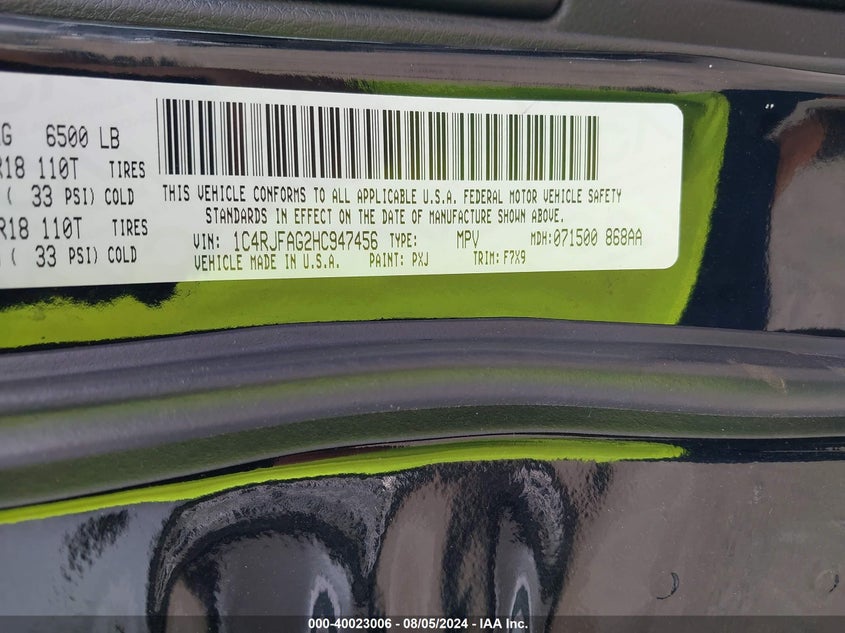 6500 LB
R18 110T TIRES
( 33 PSI) COLD
R18 110T TIRES
( 33 PSI) COLD
THIS VEHICLE CONFORMS TO ALL APPLICABLE U.S.A. FEDERAL MOTOR VEHICLE SAFETY
STANDARDS IN EFFECT ON THE DATE OF MANUFACTURE SHOWN ABOVE.
VIN: 1C4RJFAG2HC947456 TYPE: MPV MDH:071500 868AA
VEHICLE MADE IN U.S.A. PAINT: PXJ TRIM: F7X9
000-40023006 - 08/05/2024 - IAA Inc.